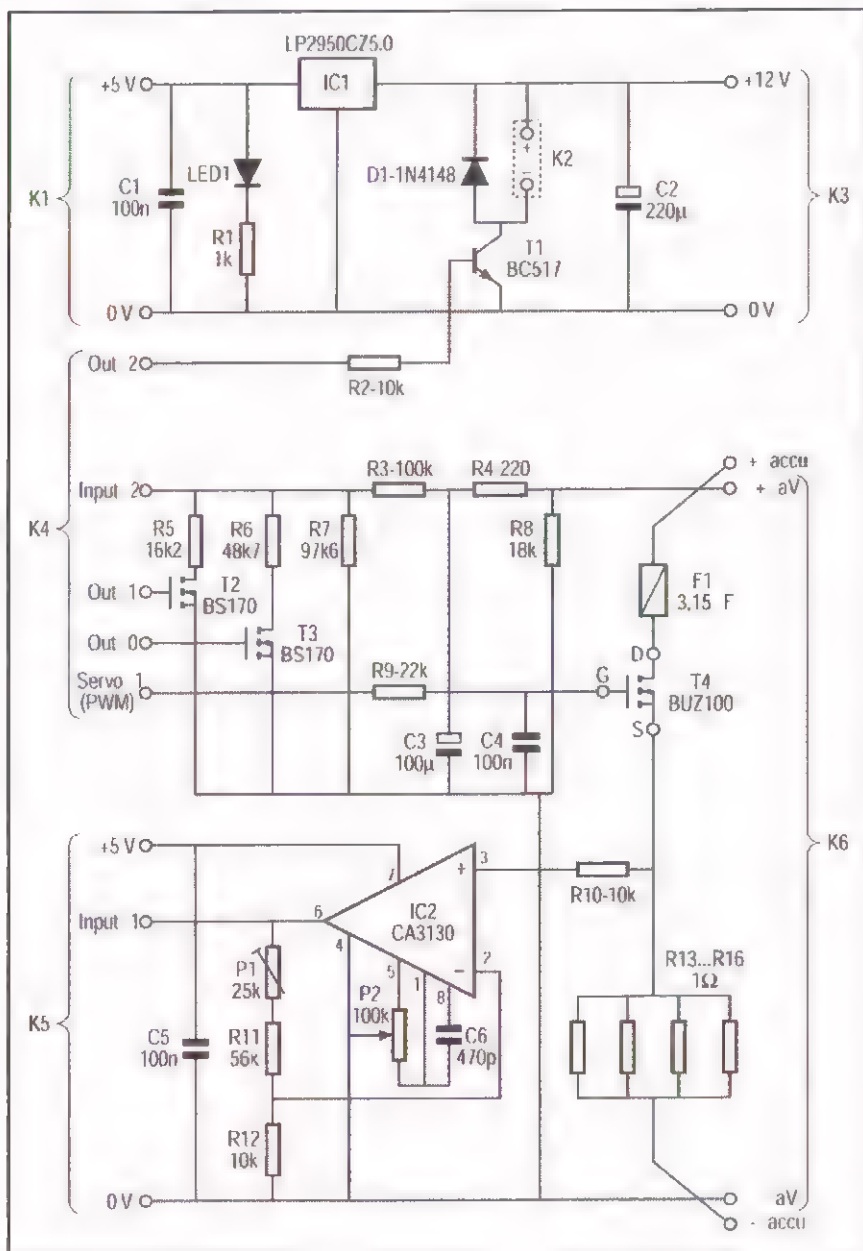 LP2950CZ5.0
+5 V
IC1
+12 V
K1
C1
100n
LED1
R1
1k
D1-1N4148
+
-
K2
C2
220µ
K3
T1
BC517
0 V
0 V
Out 2
R2-10k
K4
Input 2
R3-100k
R4-220
+ accu
+ aV
R5
16k2
R6
48k7
R7
97k6
R8
18k
F1
3,15 F
Out 1
T2
BS170
Out 0
T3
BS170
Servo 1
(PWM)
R9-22k
D
G
S
T4
BUZ100
C3
100µ
C4
100n
K6
K5
+5 V
7
+
3
R10-10k
Input 1
6
IC2
CA3130
4
5
1
8
-
2
P1
25k
P2
100k
C6
470p
R13...R16
1Ω
C5
100n
R11
56k
R12
10k
0 V
aV
- accu